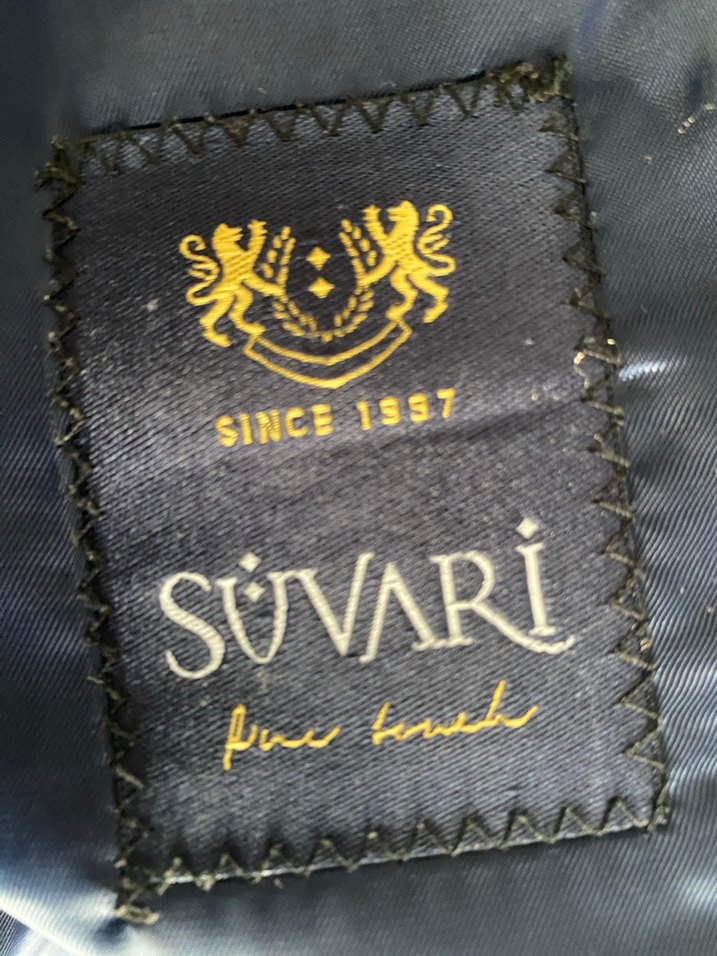 SINCE 1997
SÜVARİ
fine touch